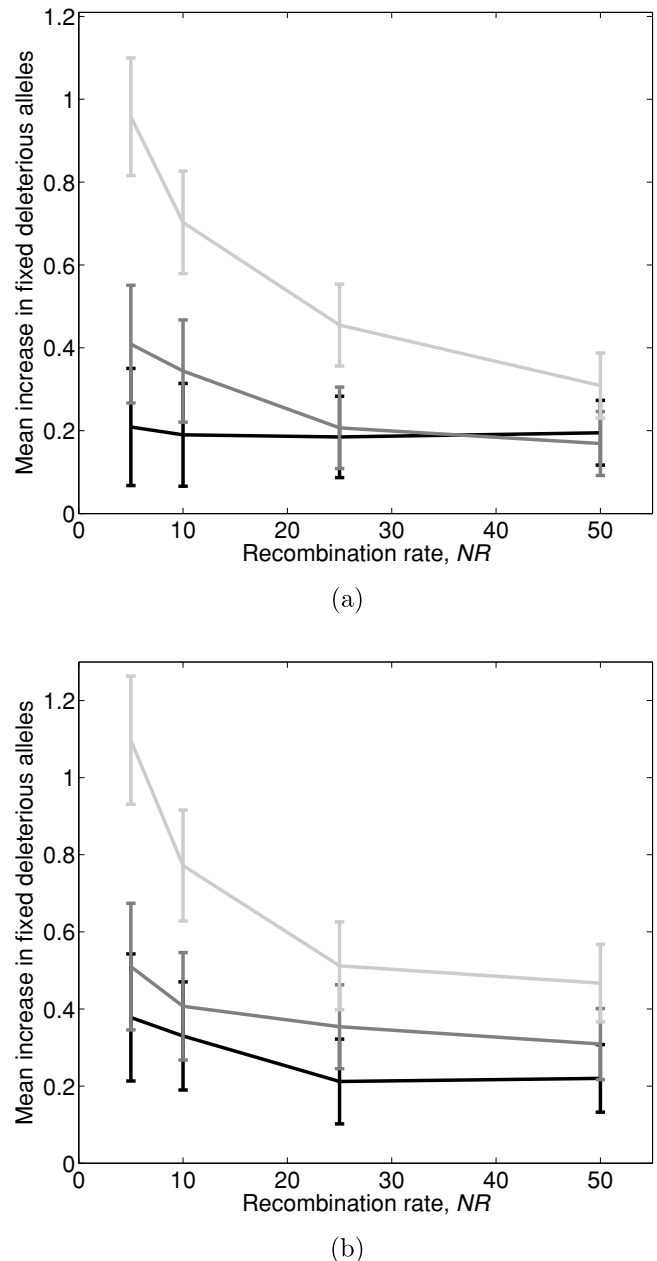 1.2
1
0.8
0.6
0.4
0.2
0
Mean increase in fixed deleterious alleles
0 10 20 30 40 50
Recombination rate, NR
(a)
1.2
1
0.8
0.6
0.4
0.2
0
Mean increase in fixed deleterious alleles
0 10 20 30 40 50
Recombination rate, NR
(b)